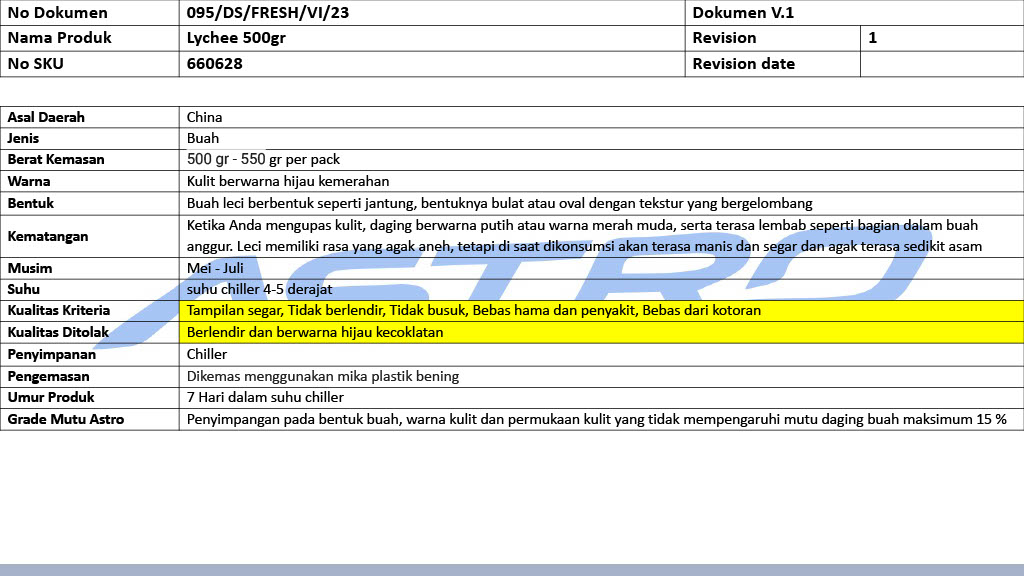 No Dokumen 095/DS/FRESH/VI/23 Dokumen V.1
Nama Produk Lychee 500gr Revision 1
No SKU 660628 Revision date
Asal Daerah China
Jenis Buah
Berat Kemasan 500 gr - 550 gr per pack
Warna Kulit berwarna hijau kemerahan
Bentuk Buah leci berbentuk seperti jantung, bentuknya bulat atau oval dengan tekstur yang bergelombang
Kematangan Ketika Anda mengupas kulit, daging berwarna putih atau warna merah muda, serta terasa lembab seperti bagian dalam buah
anggur. Leci memiliki rasa yang agak aneh, tetapi di saat dikonsumsi akan terasa manis dan segar dan agak terasa sedikit asam
Musim Mei - Juli
Suhu suhu chiller 4-5 derajat
Kualitas Kriteria Tampilan segar, Tidak berlendir, Tidak busuk, Bebas hama dan penyakit, Bebas dari kotoran
Kualitas Ditolak Berlendir dan berwarna hijau kecoklatan
Penyimpanan Chiller
Pengemasan Dikemas menggunakan mika plastik bening
Umur Produk 7 Hari dalam suhu chiller
Grade Mutu Astro Penyimpangan pada bentuk buah, warna kulit dan permukaan kulit yang tidak mempengaruhi mutu daging buah maksimum 15 %
ASTRO